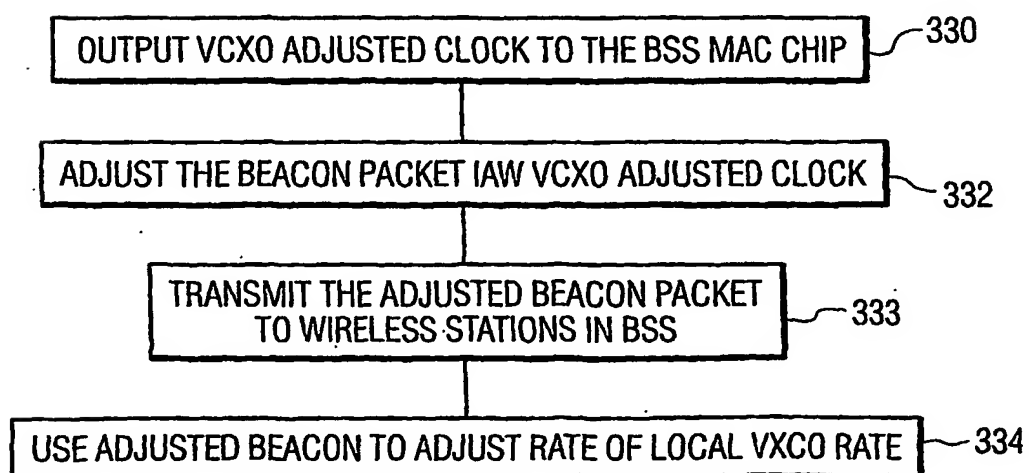 OUTPUT VCXO ADJUSTED CLOCK TO THE BSS MAC CHIP
330
ADJUST THE BEACON PACKET IAW VCXO ADJUSTED CLOCK
332
TRANSMIT THE ADJUSTED BEACON PACKET
TO WIRELESS STATIONS IN BSS
333
USE ADJUSTED BEACON TO ADJUST RATE OF LOCAL VXCO RATE
334